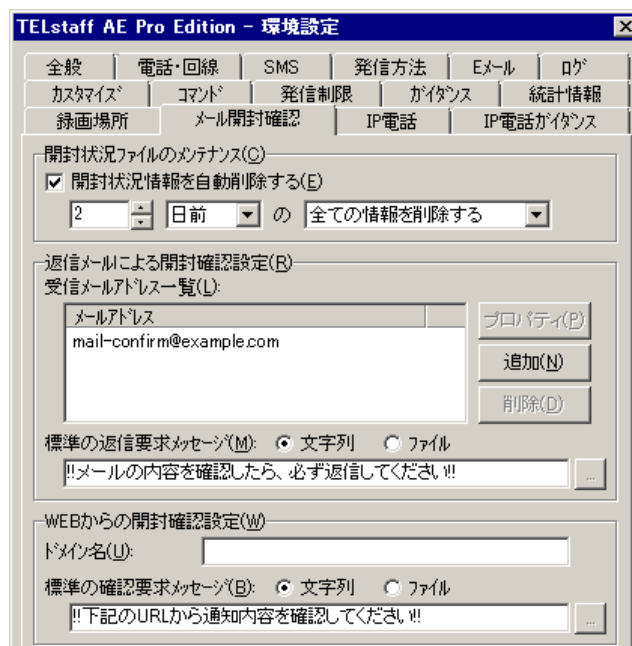 TELstaff AE Pro Edition - 環境設定
全般 電話・回線 SMS 発信方法 Eメール ログ
カスタマイズ コマンド 発信制限 ガイダンス 統計情報
録画場所 メール開封確認 IP電話 IP電話ガイダンス
開封状況ファイルのメンテナンス(C)
開封状況情報を自動削除する(E)
2 日前 の 全ての情報を削除する
返信メールによる開封確認設定(R)
受信メールアドレス一覧(L):
メールアドレス
プロパティ(P)
mail-confirm@example.com
追加(N)
削除(D)
標準の返信要求メッセージ(M): 文字列 ファイル
!!メールの内容を確認したら、必ず返信してください!! ...
WEBからの開封確認設定(W)
ドメイン名(U):
標準の確認要求メッセージ(B): 文字列 ファイル
!!下記のURLから通知内容を確認してください!! ...